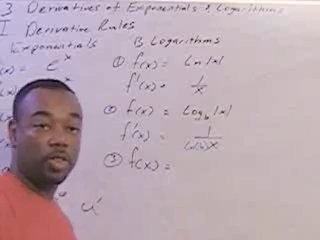 3 Derivatives of Exponentials & Logarithms
I Derivative Rules
Exponentials
B Logarithms
(x) = e^x
① f(x) = Ln|x|
f'(x) = 1/x
② f(x) = Log_b|x|
f'(x) = 1/(Ln(b)x)
③ f(x) =
u'